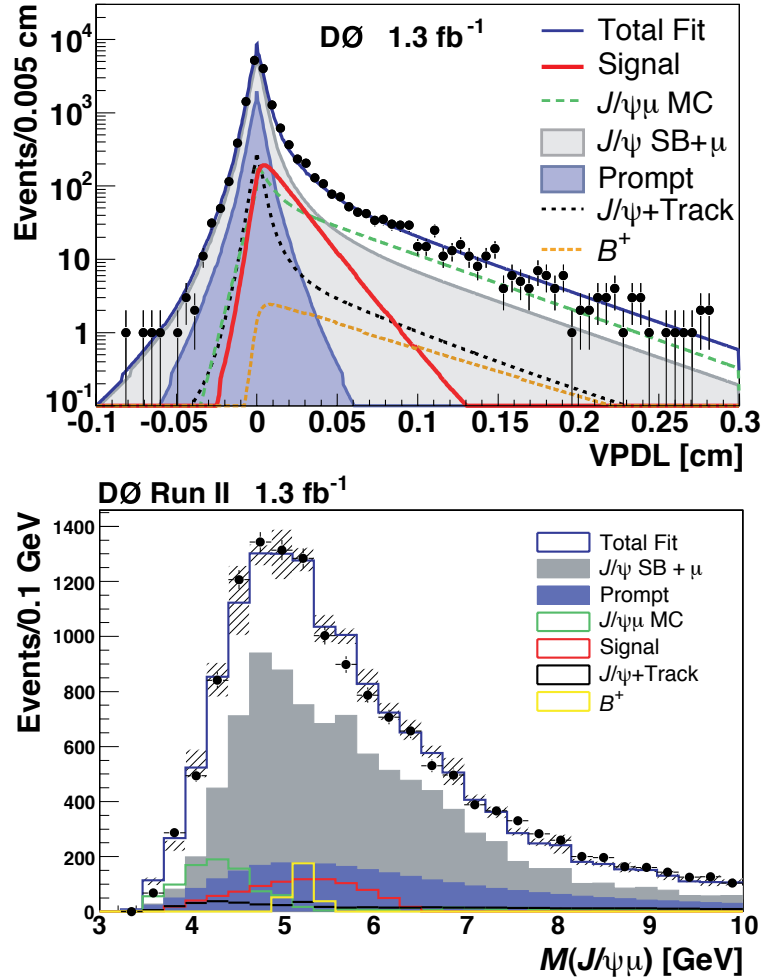 DØ 1.3 fb⁻¹
Events/0.005 cm
10⁴
10³
10²
10
1
10⁻¹
Total Fit
Signal
J/ψμ MC
J/ψ SB+μ
Prompt
J/ψ+Track
B⁺
-0.1 -0.05 0 0.05 0.1 0.15 0.2 0.25 0.3
VPDL [cm]
DØ Run II 1.3 fb⁻¹
Events/0.1 GeV
1400
1200
1000
800
600
400
200
0
Total Fit
J/ψ SB + μ
Prompt
J/ψμ MC
Signal
J/ψ+Track
B⁺
3 4 5 6 7 8 9 10
M(J/ψμ) [GeV]